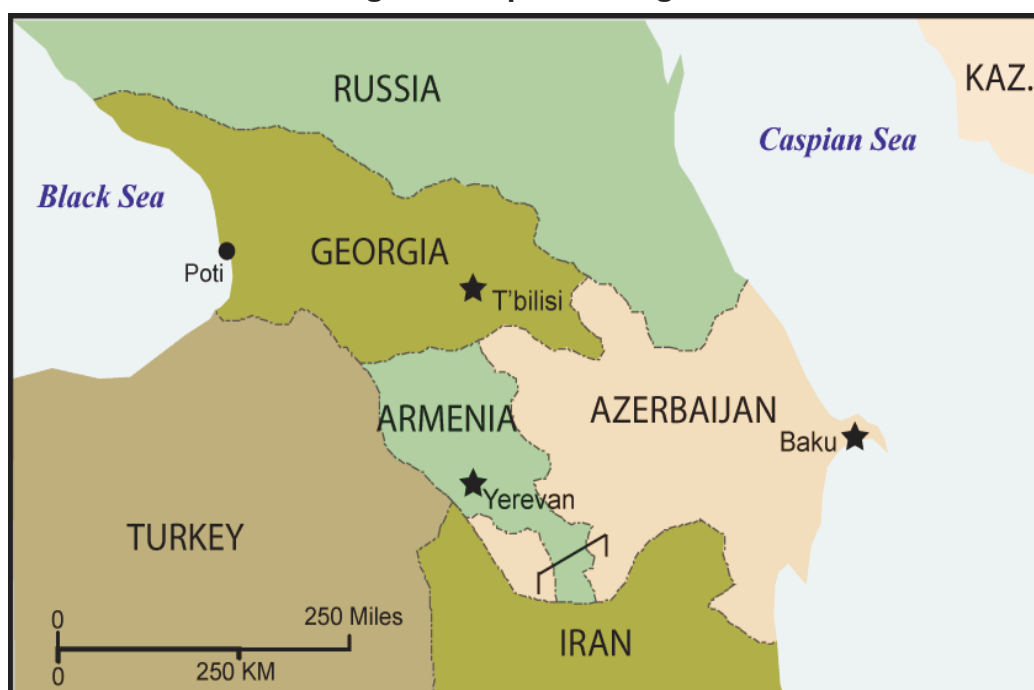 RUSSIA
KAZ.
Caspian Sea
Black Sea
GEORGIA
Poti
T'bilisi
ARMENIA
AZERBAIJAN
Baku
Yerevan
TURKEY
0
250 Miles
IRAN
0
250 KM